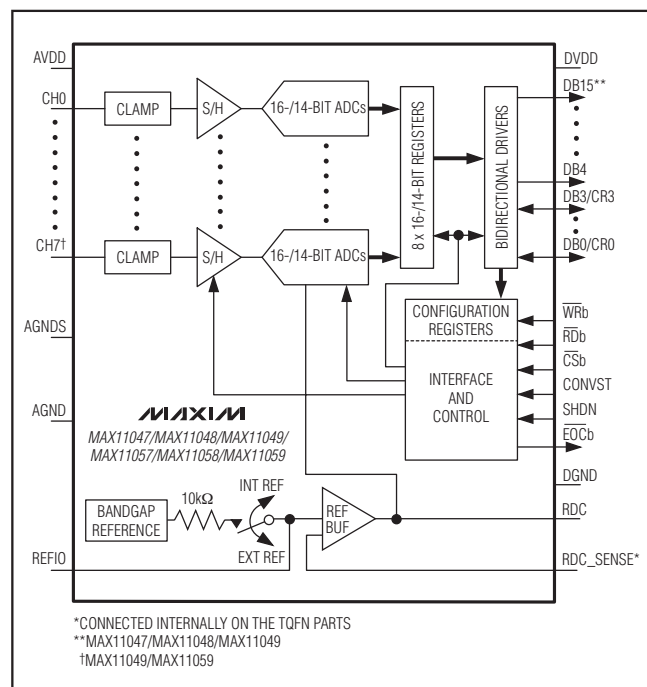 AVDD
DVDD
CH0
CLAMP
S/H
16-/14-BIT ADCs
8 x 16-/14-BIT REGISTERS
BIDIRECTIONAL DRIVERS
DB15**
DB4
DB3/CR3
DB0/CR0
CH7†
CLAMP
S/H
16-/14-BIT ADCs
CONFIGURATION
REGISTERS
INTERFACE
AND
CONTROL
WRb
RDb
CSb
CONVST
SHDN
EOCb
AGNDS
AGND
MAXIM
MAX11047/MAX11048/MAX11049/
MAX11057/MAX11058/MAX11059
DGND
BANDGAP
REFERENCE
10kΩ
INT REF
EXT REF
REF
BUF
RDC
REFIO
RDC_SENSE*
*CONNECTED INTERNALLY ON THE TQFN PARTS
**MAX11047/MAX11048/MAX11049
†MAX11049/MAX11059